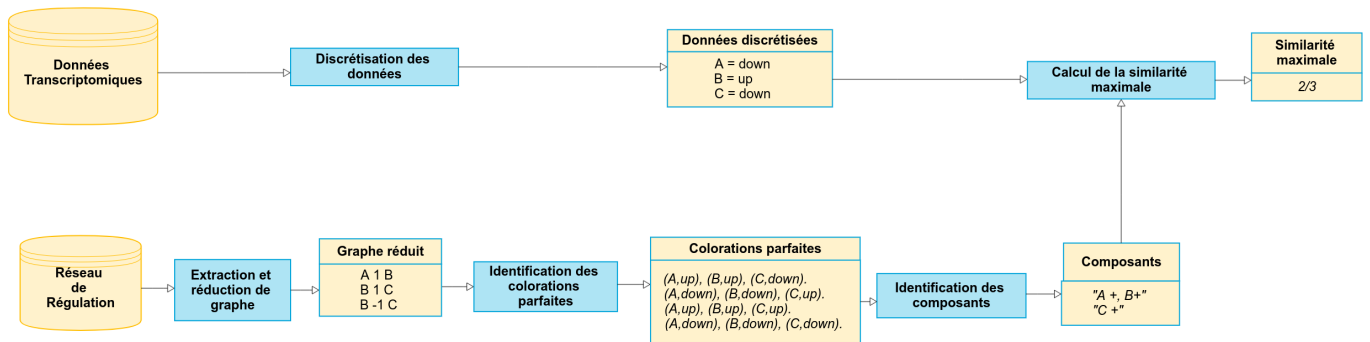 Données
Transcriptomiques
Discrétisation des
données
Données discrétisées
A = down
B = up
C = down
Calcul de la similarité
maximale
Similarité
maximale
2/3
Réseau
de
Régulation
Extraction et
réduction de
graphe
Graphe réduit
A 1 B
B 1 C
B -1 C
Identification des
colorations
parfaites
Colorations parfaites
(A,up), (B,up), (C,down).
(A,down), (B,down), (C,up).
(A,up), (B,up), (C,up).
(A,down), (B,down), (C,down).
Identification des
composants
Composants
"A +, B+"
"C +"